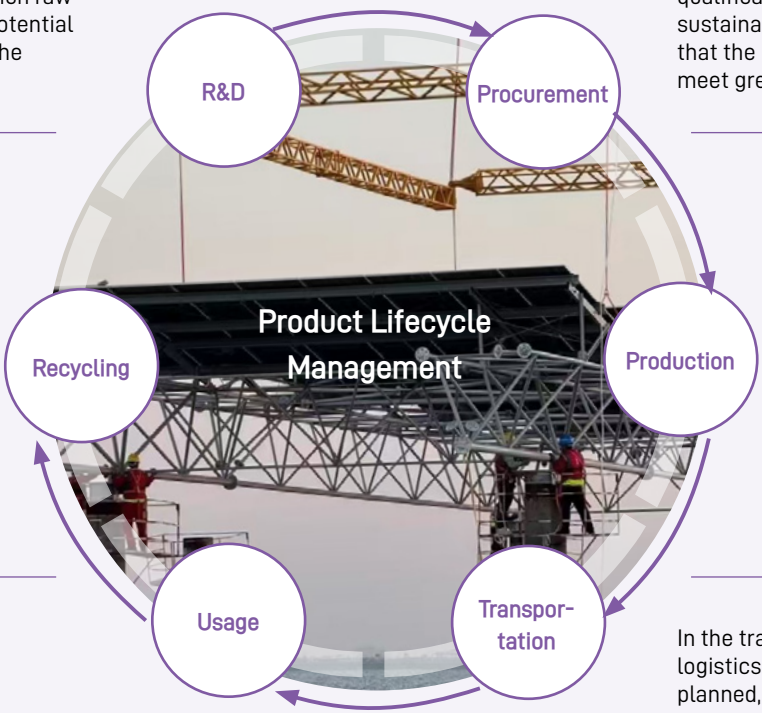 otential
he
sustaina
that the
meet gre
R&D
Procurement
Product Lifecycle
Management
Production
Recycling
Transpor-
tation
Usage
In the tra
logistics
planned,